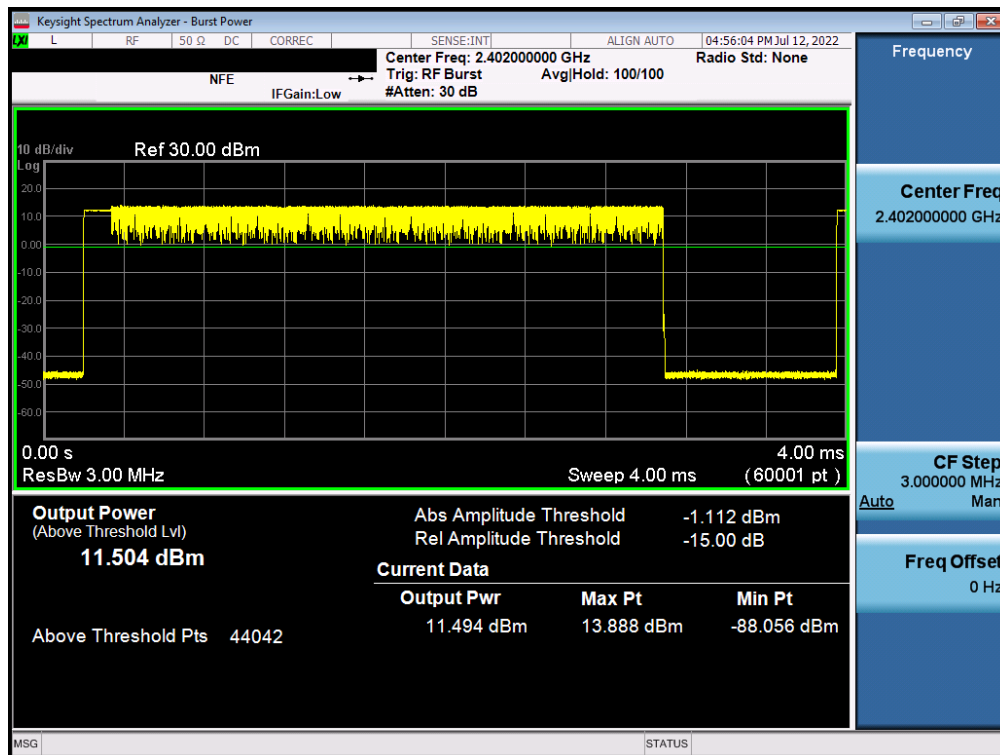 Keysight Spectrum Analyzer - Burst Power
LXI L RF 50 Ω DC CORREC SENSE:INT ALIGN AUTO 04:56:04 PM Jul 12, 2022
Center Freq: 2.402000000 GHz Radio Std: None
NFE Trig: RF Burst Avg|Hold: 100/100
IFGain:Low #Atten: 30 dB
10 dB/div Ref 30.00 dBm
Log
20.0
10.0
0.00
-10.0
-20.0
-30.0
-40.0
-50.0
-60.0
0.00 s 4.00 ms
ResBw 3.00 MHz Sweep 4.00 ms (60001 pt)
Output Power
(Above Threshold Lvl)
11.504 dBm
Above Threshold Pts 44042
Abs Amplitude Threshold -1.112 dBm
Rel Amplitude Threshold -15.00 dB
Current Data
Output Pwr Max Pt Min Pt
11.494 dBm 13.888 dBm -88.056 dBm
Frequency
Center Freq
2.402000000 GHz
CF Step
3.000000 MHz
Auto Man
Freq Offset
0 Hz
MSG STATUS